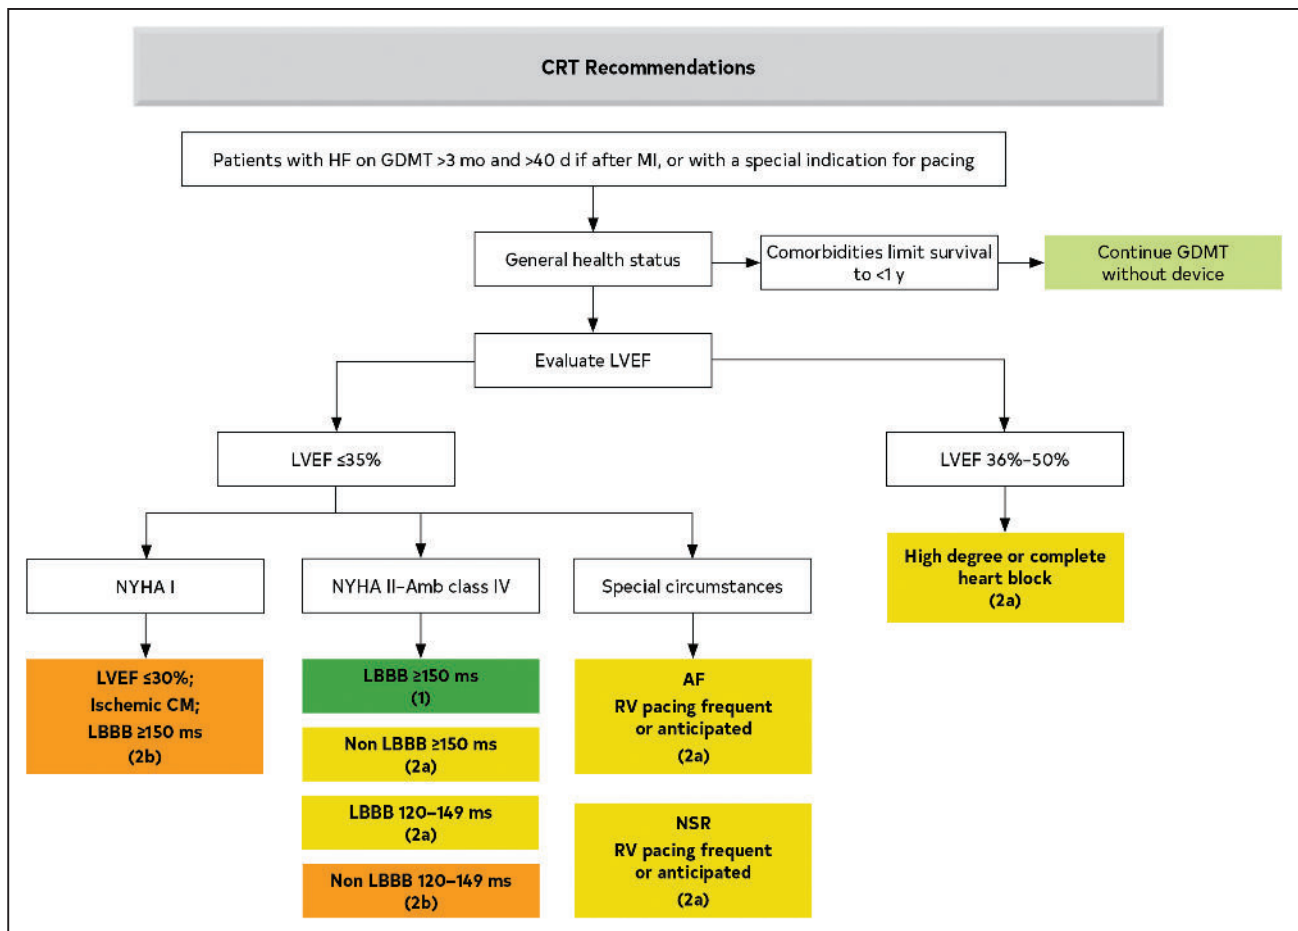 CRT Recommendations
Patients with HF on GDMT >3 mo and >40 d if after MI, or with a special indication for pacing
General health status
Comorbidities limit survival
to <1 y
Continue GDMT
without device
Evaluate LVEF
LVEF ≤35%
LVEF 36%–50%
NYHA I
NYHA II–Amb class IV
Special circumstances
High degree or complete
heart block
(2a)
LVEF ≤30%;
Ischemic CM;
LBBB ≥150 ms
(2b)
LBBB ≥150 ms
(1)
Non LBBB ≥150 ms
(2a)
LBBB 120–149 ms
(2a)
Non LBBB 120–149 ms
(2b)
AF
RV pacing frequent
or anticipated
(2a)
NSR
RV pacing frequent
or anticipated
(2a)